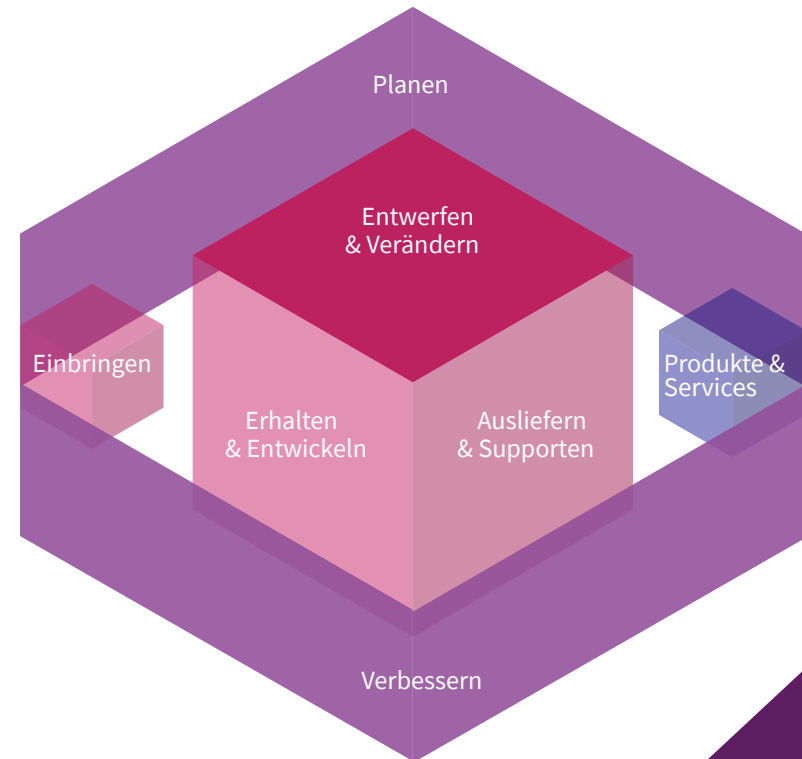 Planen
Entwerfen
& Verändern
Einbringen
Produkte &
Services
Erhalten
& Entwickeln
Ausliefern
& Supporten
Verbessern